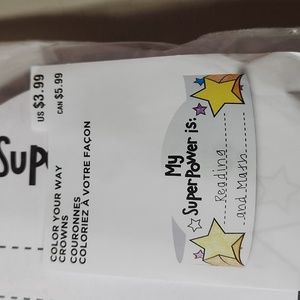 US $3.99
CAN $5.99
COLOR YOUR WAY
CROWNS
COURONNES
COLORIEZ À VOTRE FAÇON
My
SuperPower is:
Reading
and Math
Sup